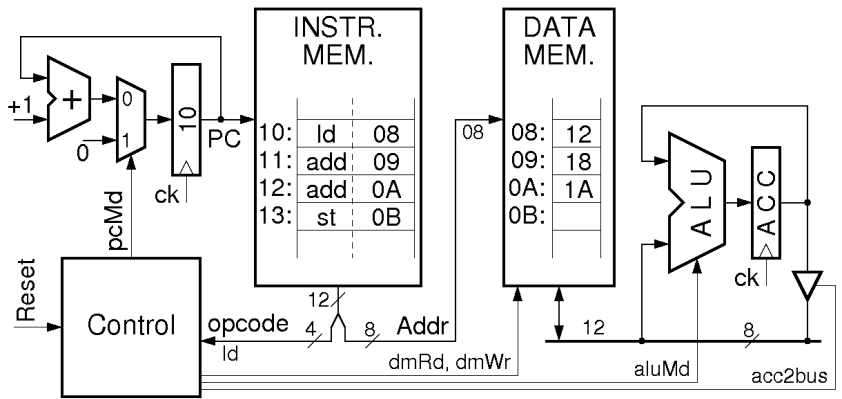 INSTR.
MEM.
DATA
MEM.
+1
+
0
1
0
10
PC
ck
pcMd
10: ld 08
11: add 09
12: add 0A
13: st 0B
08
08: 12
09: 18
0A: 1A
0B:
ALU
ACC
ck
Reset
Control
12
opcode
4
ld
8
Addr
dmRd, dmWr
12
8
aluMd
acc2bus